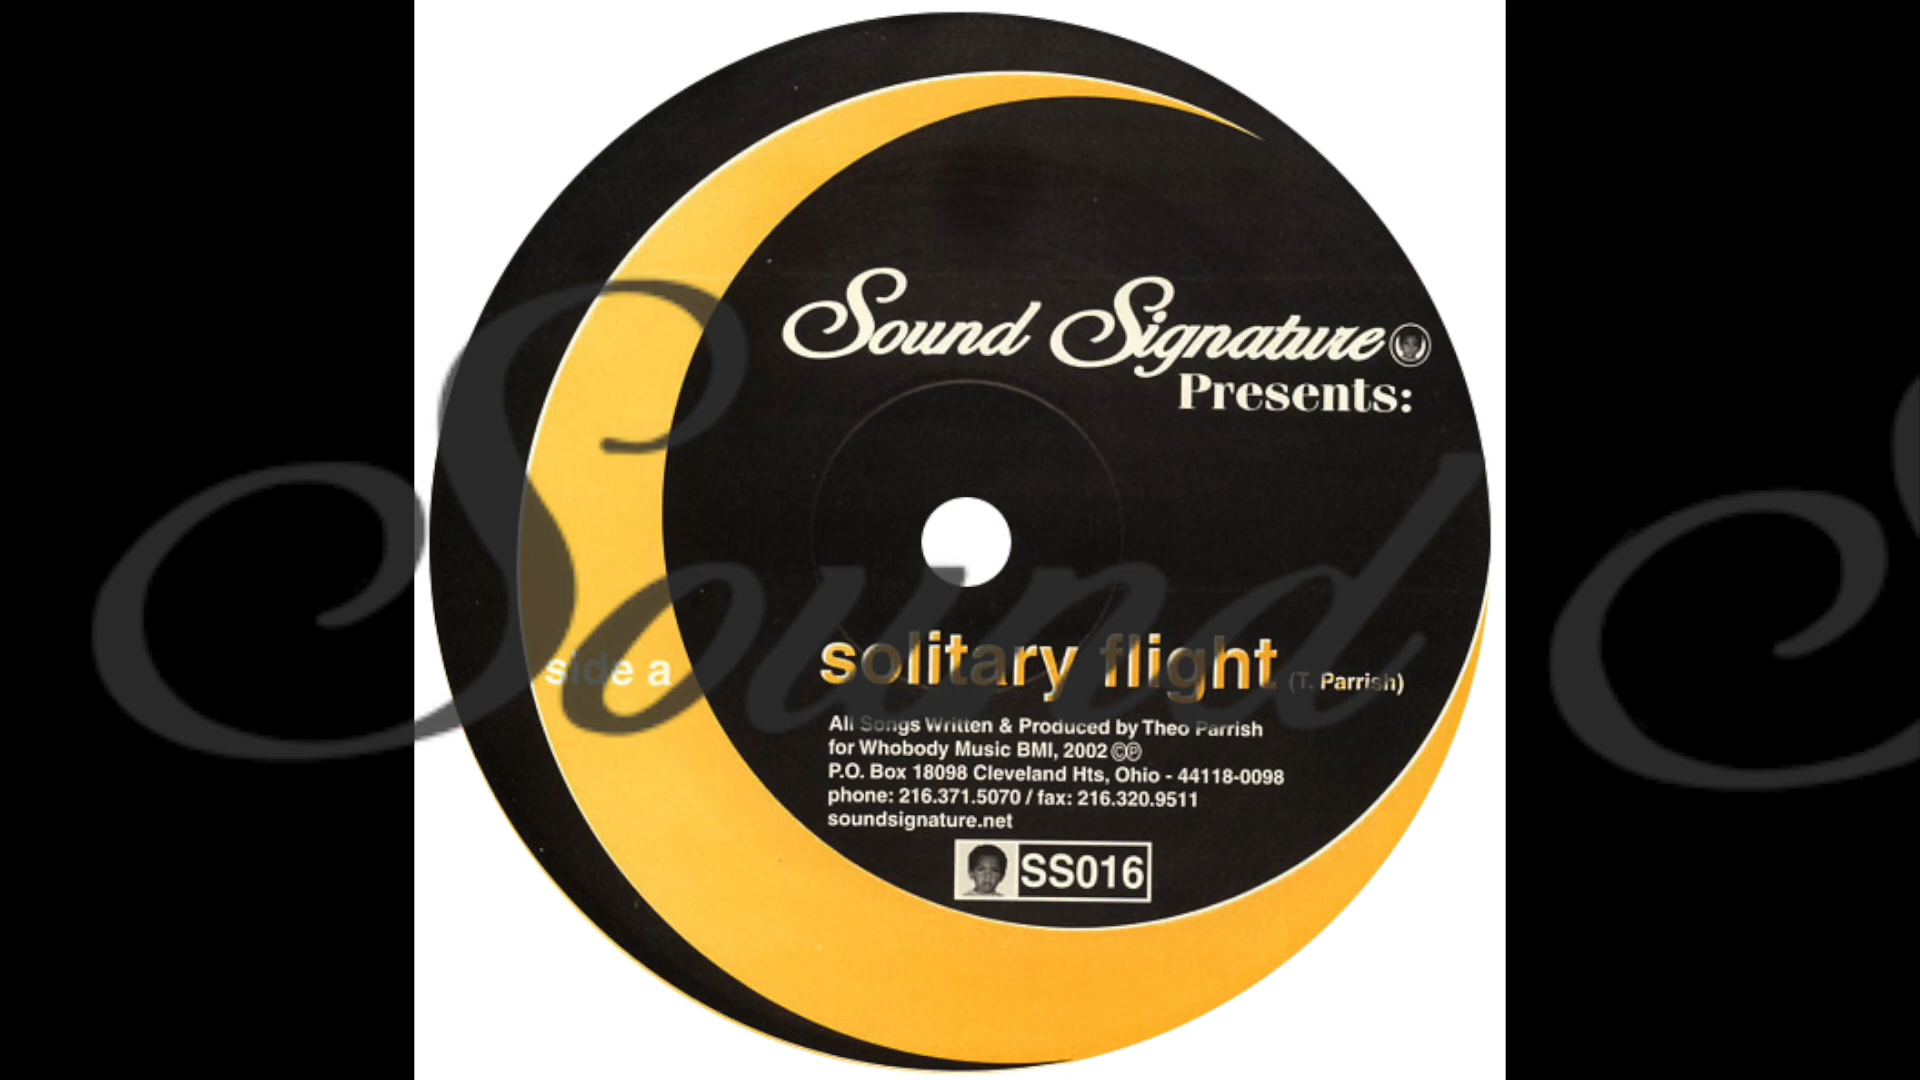 Sound Signature
Presents:
side a
solitary flight (T. Parrish)
All Songs Written & Produced by Theo Parrish
for Whobody Music BMI, 2002 ©℗
P.O. Box 18098 Cleveland Hts, Ohio - 44118-0098
phone: 216.371.5070 / fax: 216.320.9511
soundsignature.net
SS016
Sound S